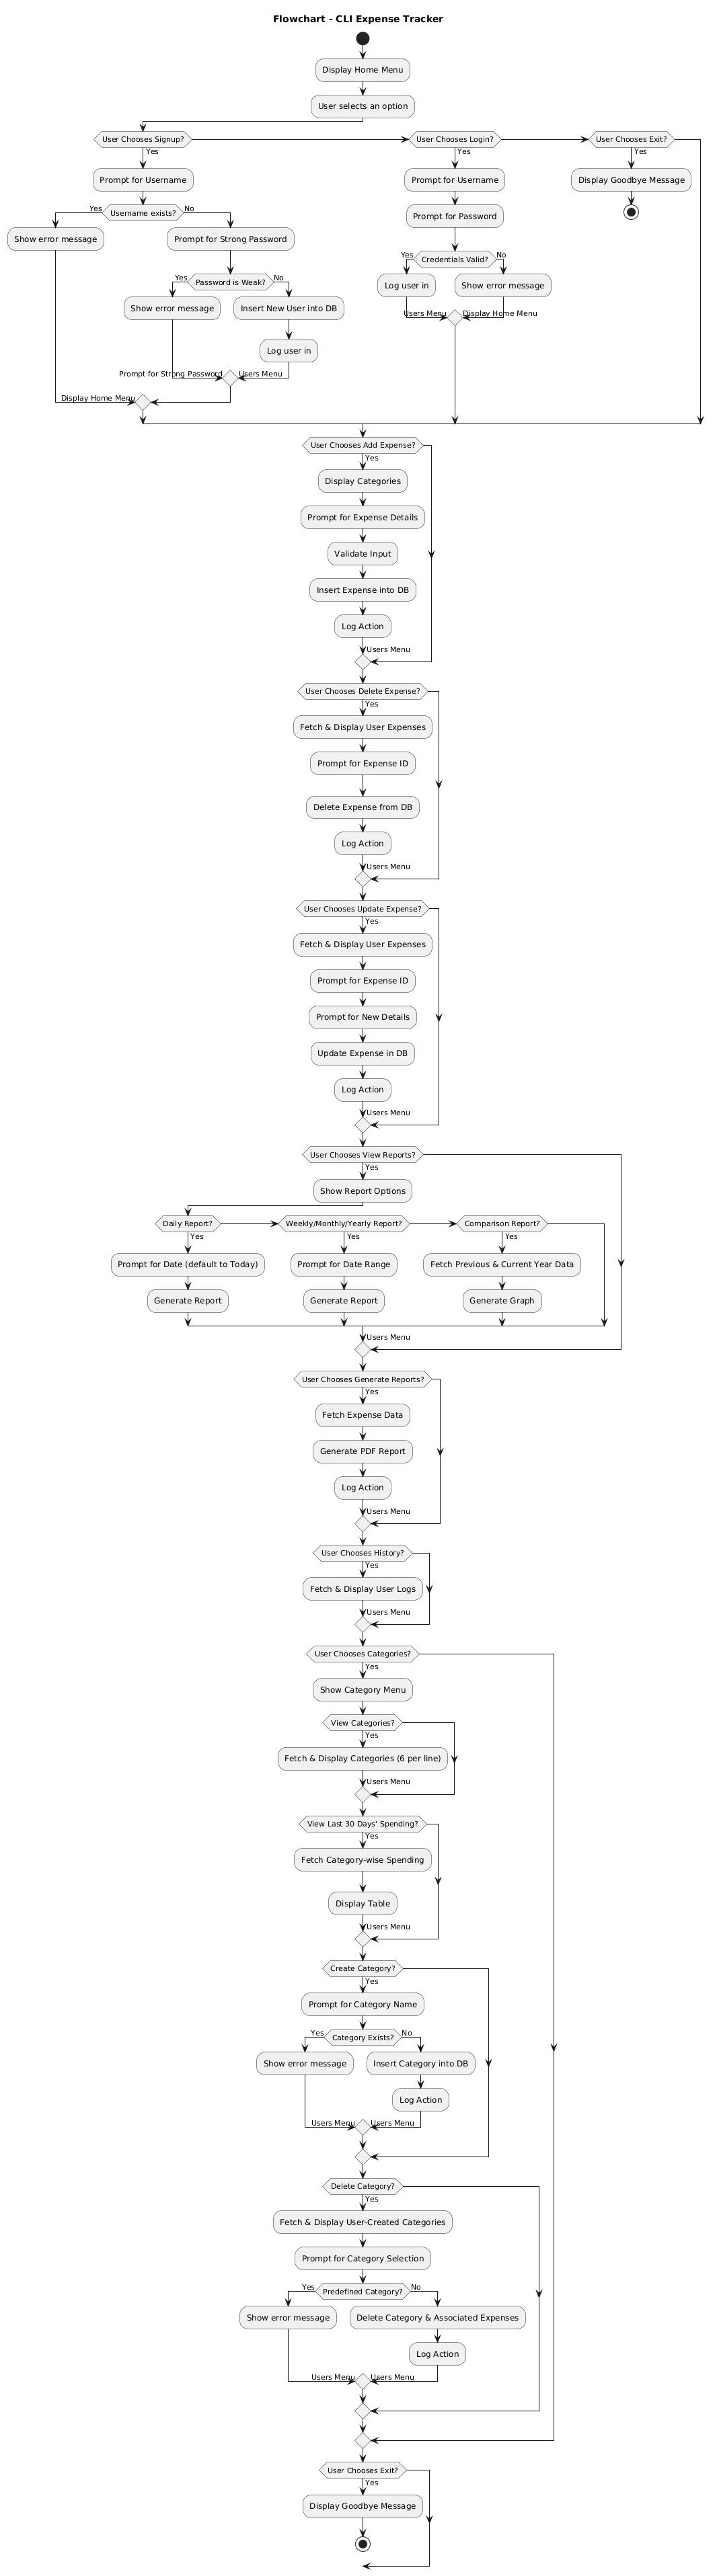 Flowchart - CLI Expense Tracker
Display Home Menu
User selects an option
User Chooses Signup?
Yes
Prompt for Username
Username exists?
Yes
Show error message
No
Prompt for Strong Password
Password is Weak?
Yes
Show error message
No
Insert New User into DB
Log user in
Prompt for Strong Password
Users Menu
Display Home Menu
User Chooses Login?
Yes
Prompt for Username
Prompt for Password
Credentials Valid?
Yes
Log user in
No
Show error message
Users Menu
Display Home Menu
User Chooses Exit?
Yes
Display Goodbye Message
User Chooses Add Expense?
Yes
Display Categories
Prompt for Expense Details
Validate Input
Insert Expense into DB
Log Action
Users Menu
User Chooses Delete Expense?
Yes
Fetch & Display User Expenses
Prompt for Expense ID
Delete Expense from DB
Log Action
Users Menu
User Chooses Update Expense?
Yes
Fetch & Display User Expenses
Prompt for Expense ID
Prompt for New Details
Update Expense in DB
Log Action
Users Menu
User Chooses View Reports?
Yes
Show Report Options
Daily Report?
Yes
Prompt for Date (default to Today)
Generate Report
Weekly/Monthly/Yearly Report?
Yes
Prompt for Date Range
Generate Report
Comparison Report?
Yes
Fetch Previous & Current Year Data
Generate Graph
Users Menu
User Chooses Generate Reports?
Yes
Fetch Expense Data
Generate PDF Report
Log Action
Users Menu
User Chooses History?
Yes
Fetch & Display User Logs
Users Menu
User Chooses Categories?
Yes
Show Category Menu
View Categories?
Yes
Fetch & Display Categories (6 per line)
Users Menu
View Last 30 Days' Spending?
Yes
Fetch Category-wise Spending
Display Table
Users Menu
Create Category?
Yes
Prompt for Category Name
Category Exists?
Yes
Show error message
No
Insert Category into DB
Log Action
Users Menu
Users Menu
Delete Category?
Yes
Fetch & Display User-Created Categories
Prompt for Category Selection
Predefined Category?
Yes
Show error message
No
Delete Category & Associated Expenses
Log Action
Users Menu
Users Menu
User Chooses Exit?
Yes
Display Goodbye Message